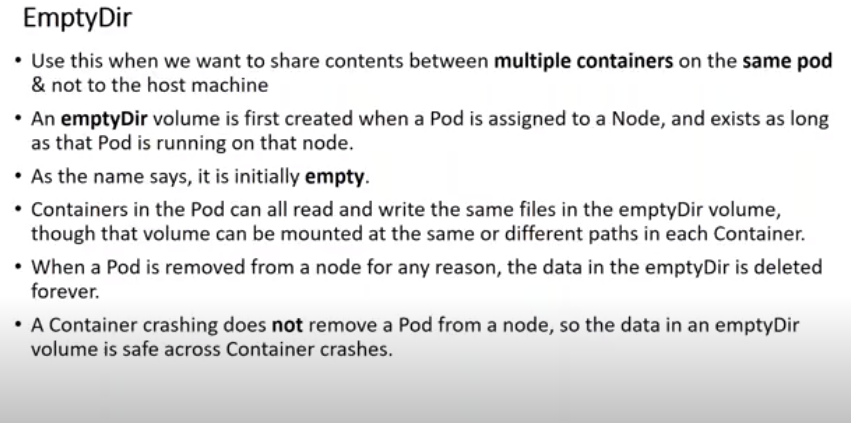 EmptyDir
• Use this when we want to share contents between multiple containers on the same pod
& not to the host machine
• An emptyDir volume is first created when a Pod is assigned to a Node, and exists as long
as that Pod is running on that node.
• As the name says, it is initially empty.
• Containers in the Pod can all read and write the same files in the emptyDir volume,
though that volume can be mounted at the same or different paths in each Container.
• When a Pod is removed from a node for any reason, the data in the emptyDir is deleted
forever.
• A Container crashing does not remove a Pod from a node, so the data in an emptyDir
volume is safe across Container crashes.